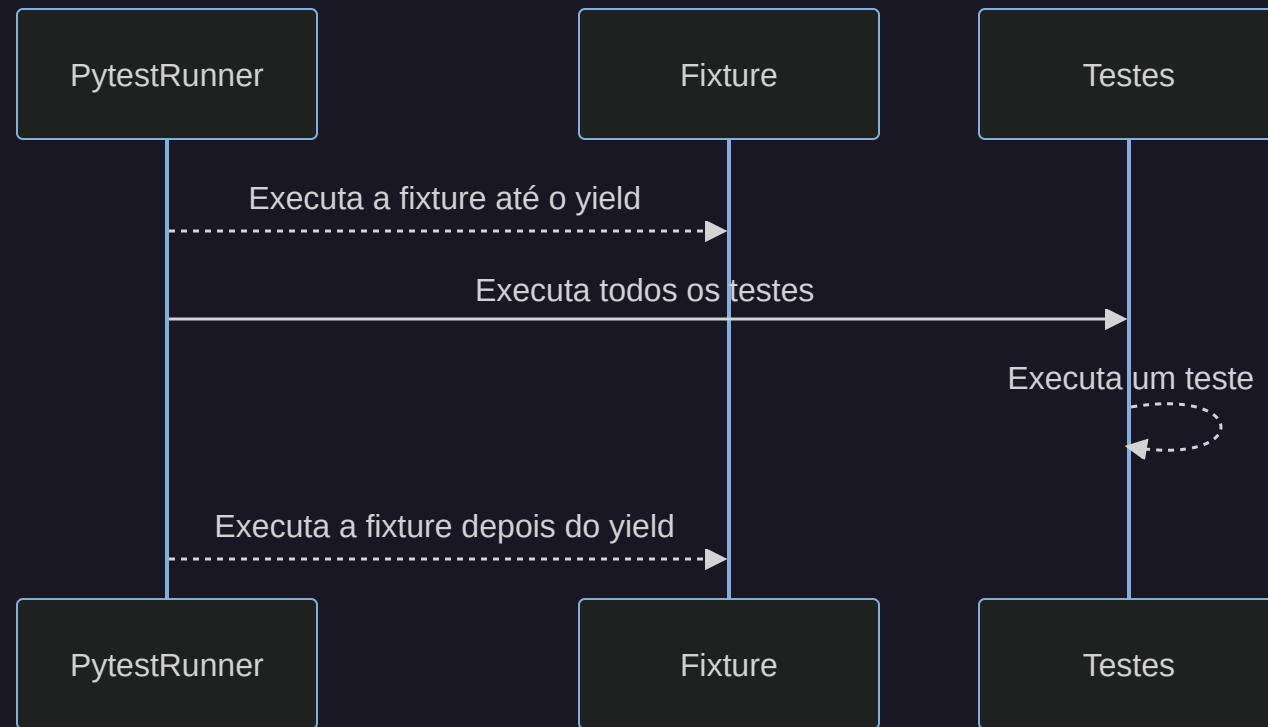 PytestRunner
Fixture
Testes
Executa a fixture até o yield
Executa todos os testes
Executa um teste
Executa a fixture depois do yield
PytestRunner
Fixture
Testes